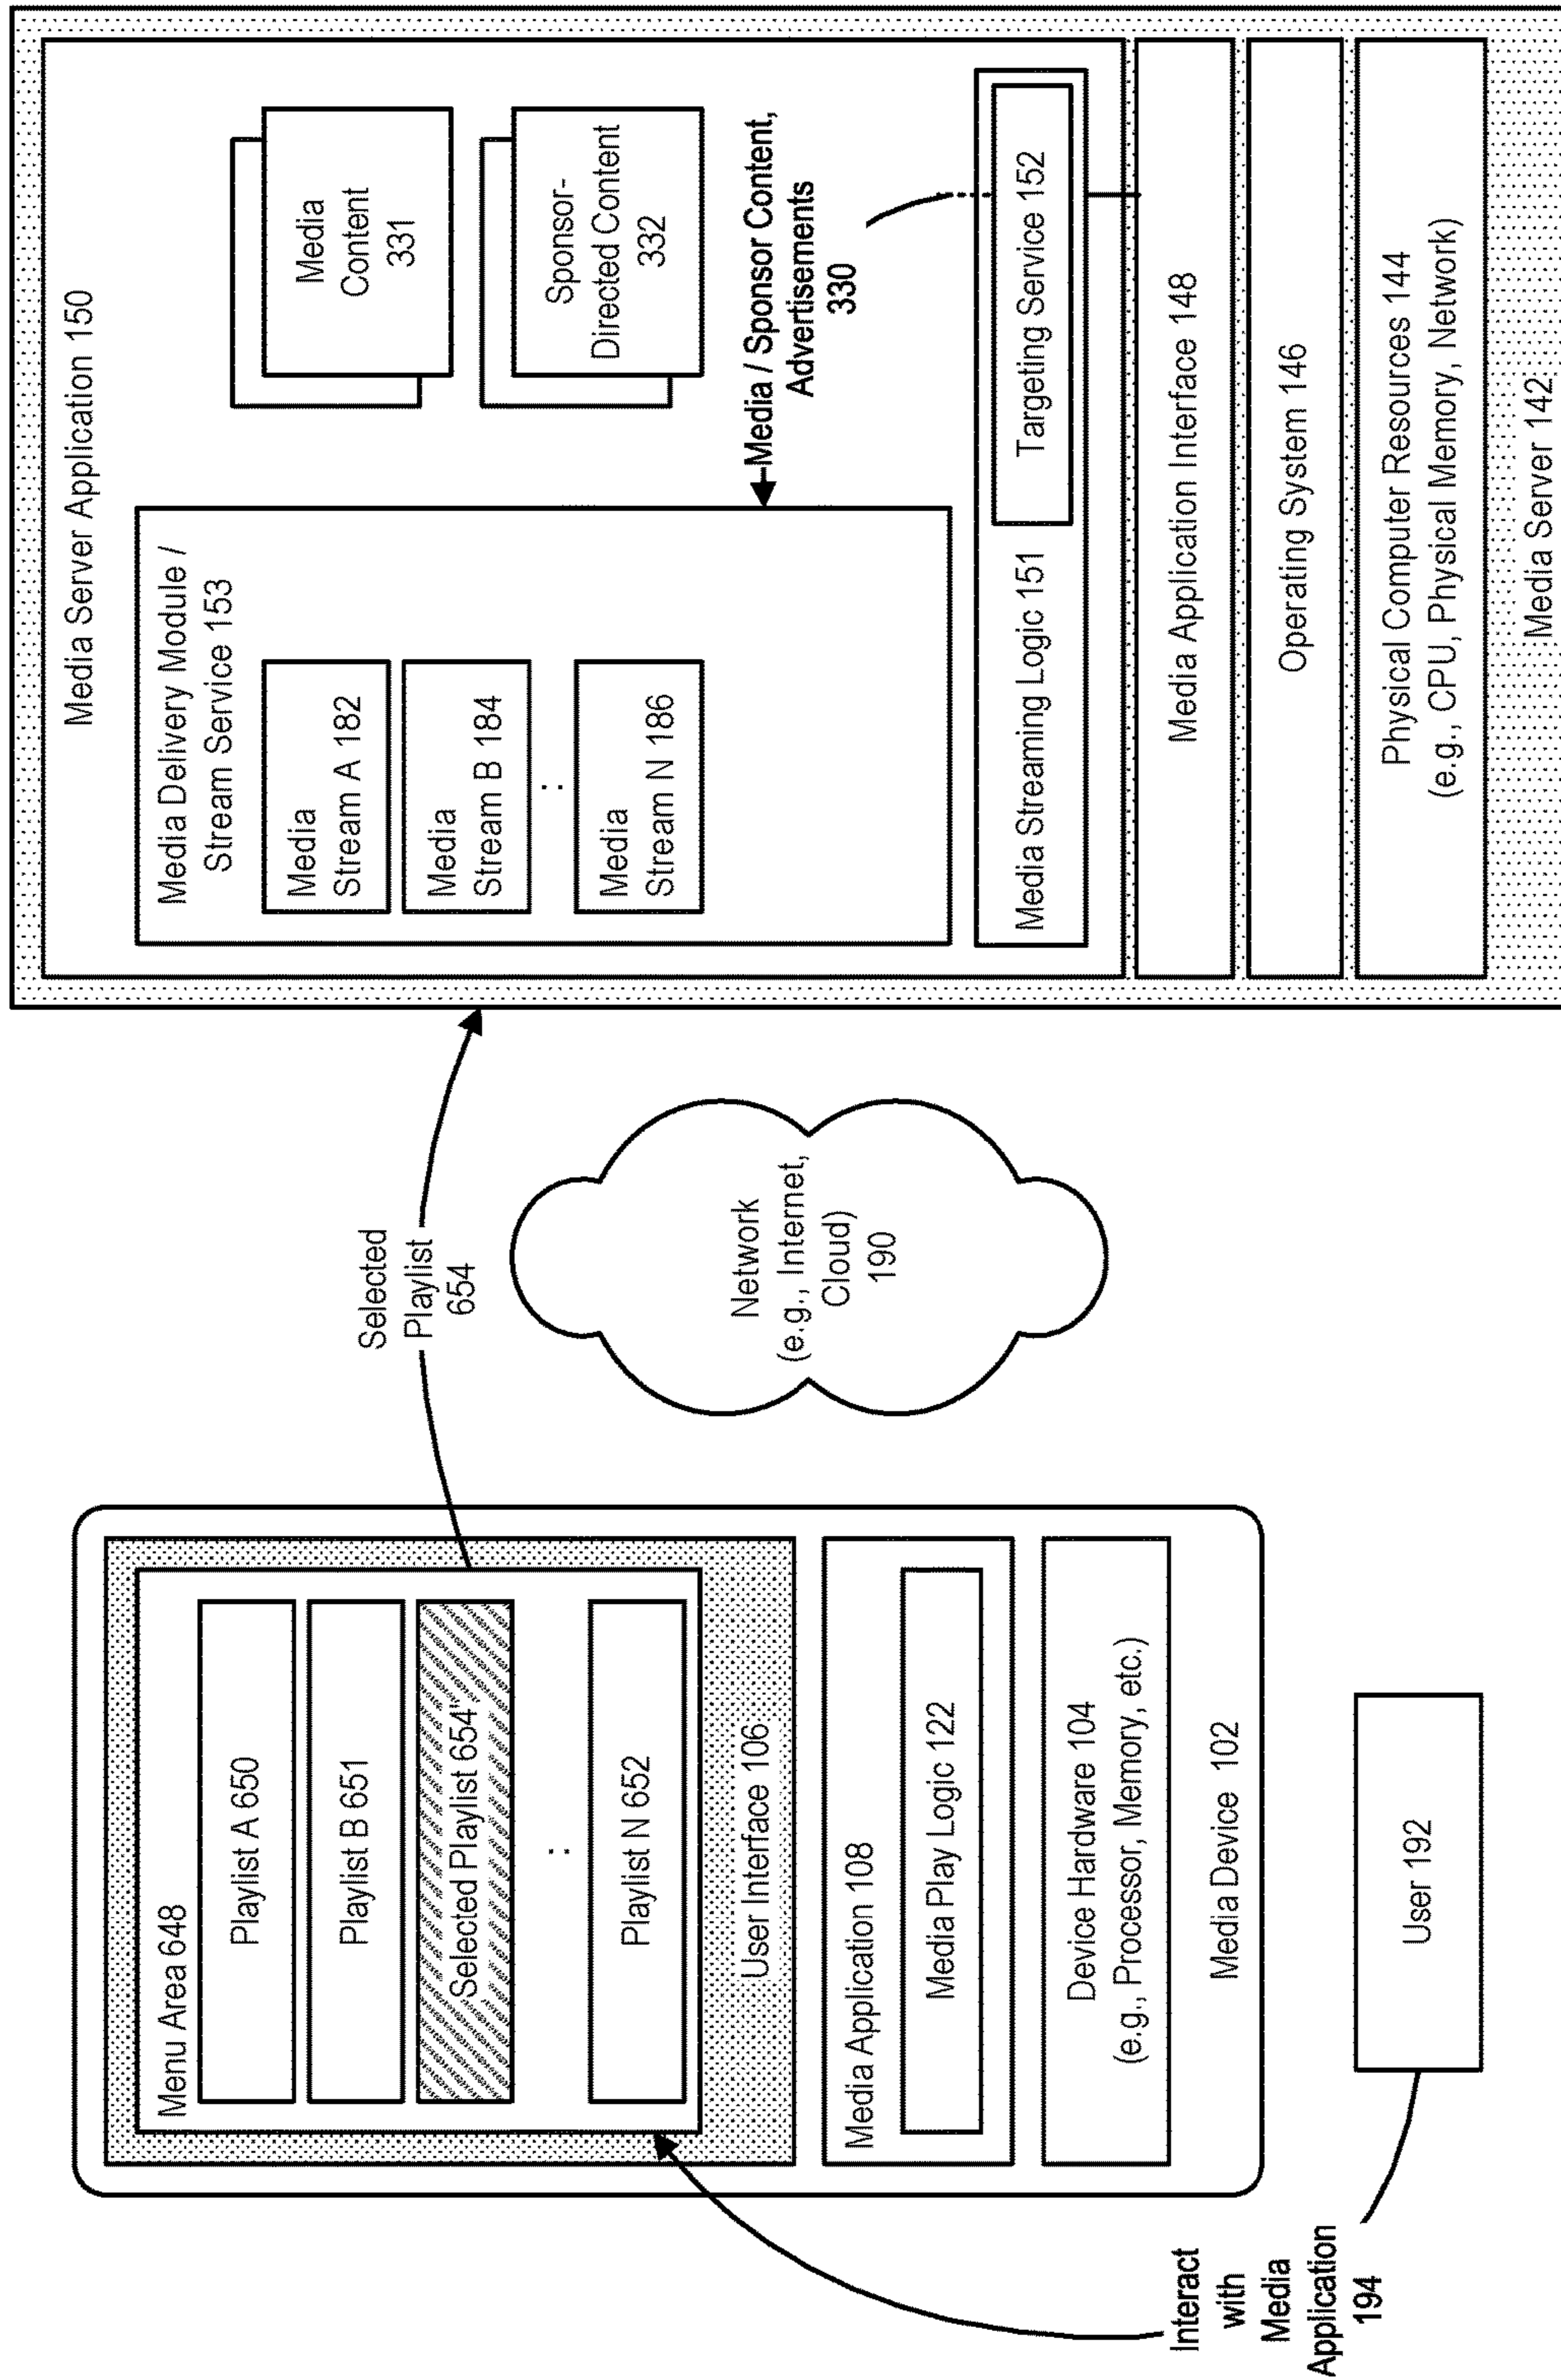 Menu Area 648
Playlist A 650
Playlist B 651
Selected Playlist 654"
:
Playlist N 652
User Interface 106
Media Application 108
Media Play Logic 122
Device Hardware 104
(e.g., Processor, Memory, etc.)
Media Device 102
User 192
Interact
with
Media
Application
194
Selected
Playlist
654
Network
(e.g., Internet,
Cloud)
190
Media Server Application 150
Media Delivery Module /
Stream Service 153
Media
Stream A 182
Media
Stream B 184
:
Media
Stream N 186
Media
Content
331
Sponsor-
Directed Content
332
Media / Sponsor Content,
Advertisements
330
Media Streaming Logic 151
Targeting Service 152
Media Application Interface 148
Operating System 146
Physical Computer Resources 144
(e.g., CPU, Physical Memory, Network)
Media Server 142